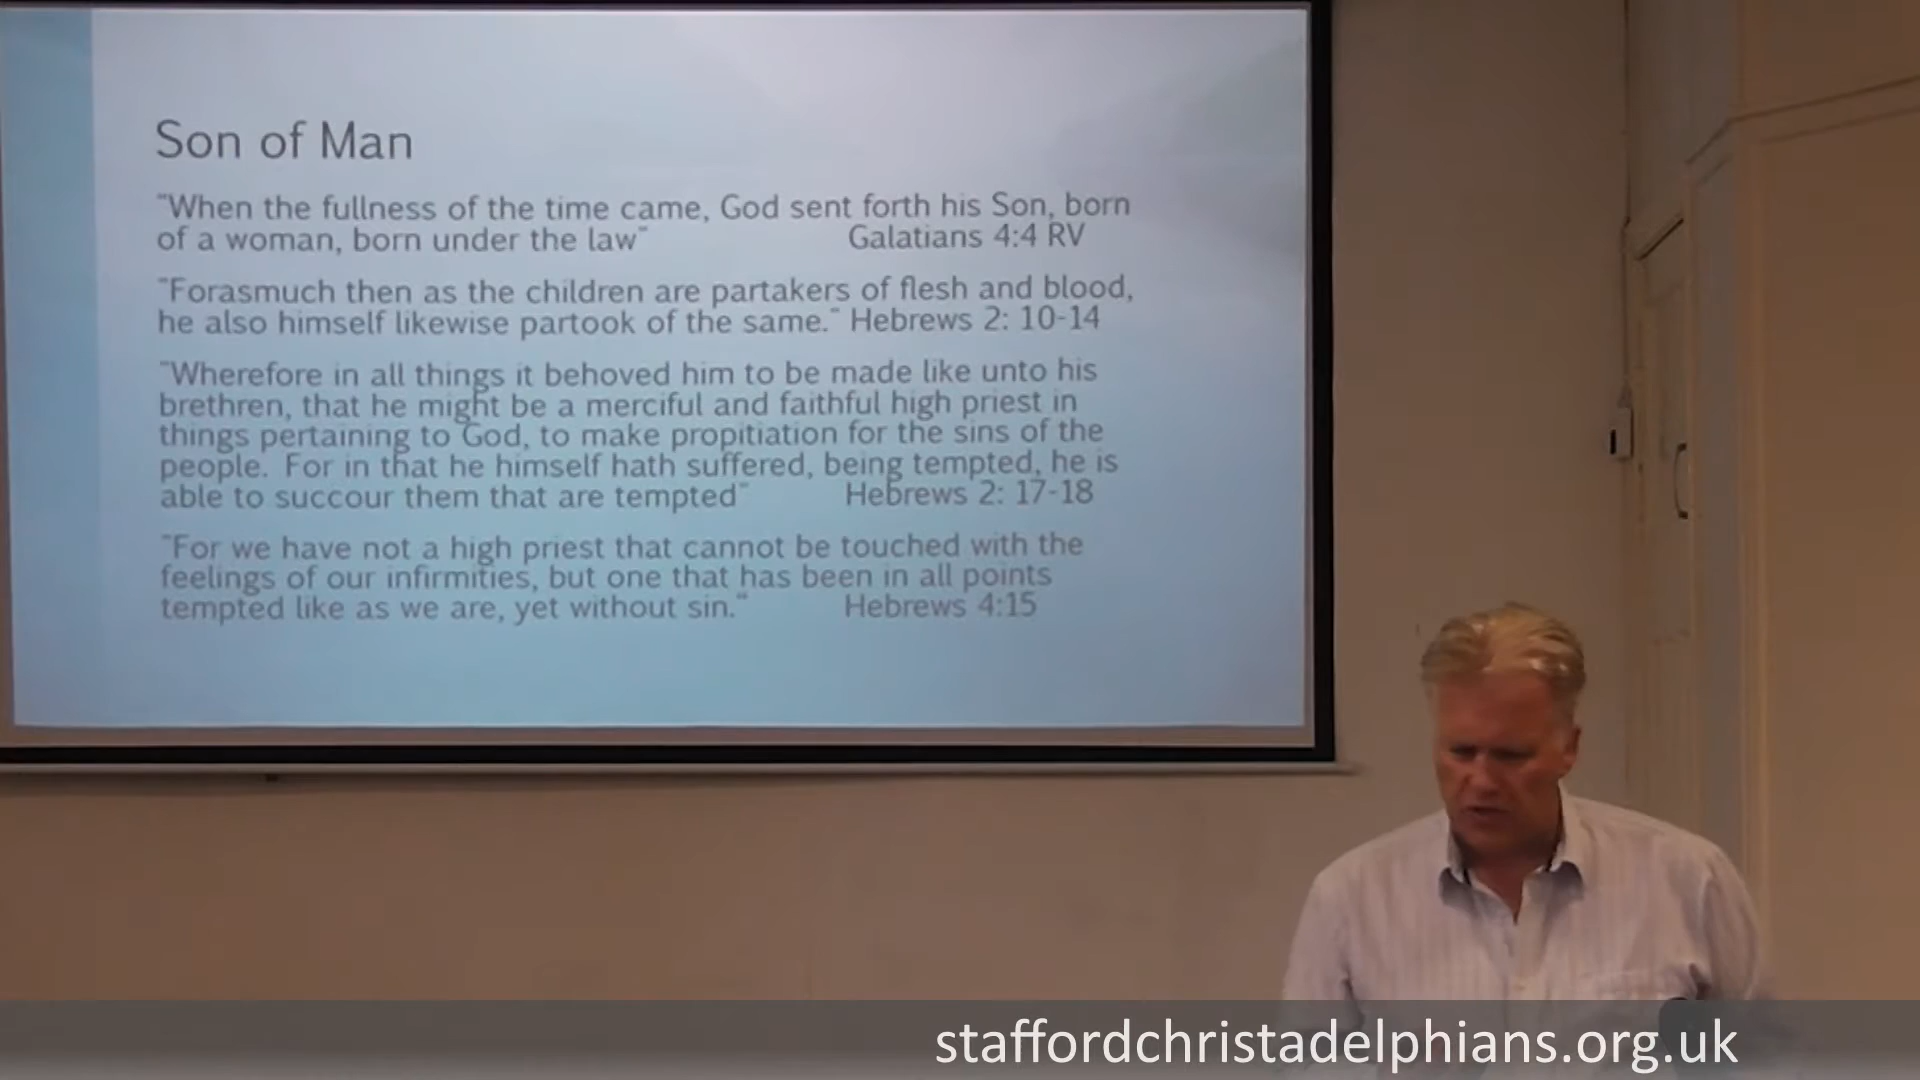 Son of Man
"When the fullness of the time came, God sent forth his Son, born
of a woman, born under the law" Galatians 4:4 RV
"Forasmuch then as the children are partakers of flesh and blood,
he also himself likewise partook of the same." Hebrews 2: 10-14
"Wherefore in all things it behoved him to be made like unto his
brethren, that he might be a merciful and faithful high priest in
things pertaining to God, to make propitiation for the sins of the
people. For in that he himself hath suffered, being tempted, he is
able to succour them that are tempted" Hebrews 2: 17-18
"For we have not a high priest that cannot be touched with the
feelings of our infirmities, but one that has been in all points
tempted like as we are, yet without sin." Hebrews 4:15
staffordchristadelphians.org.uk